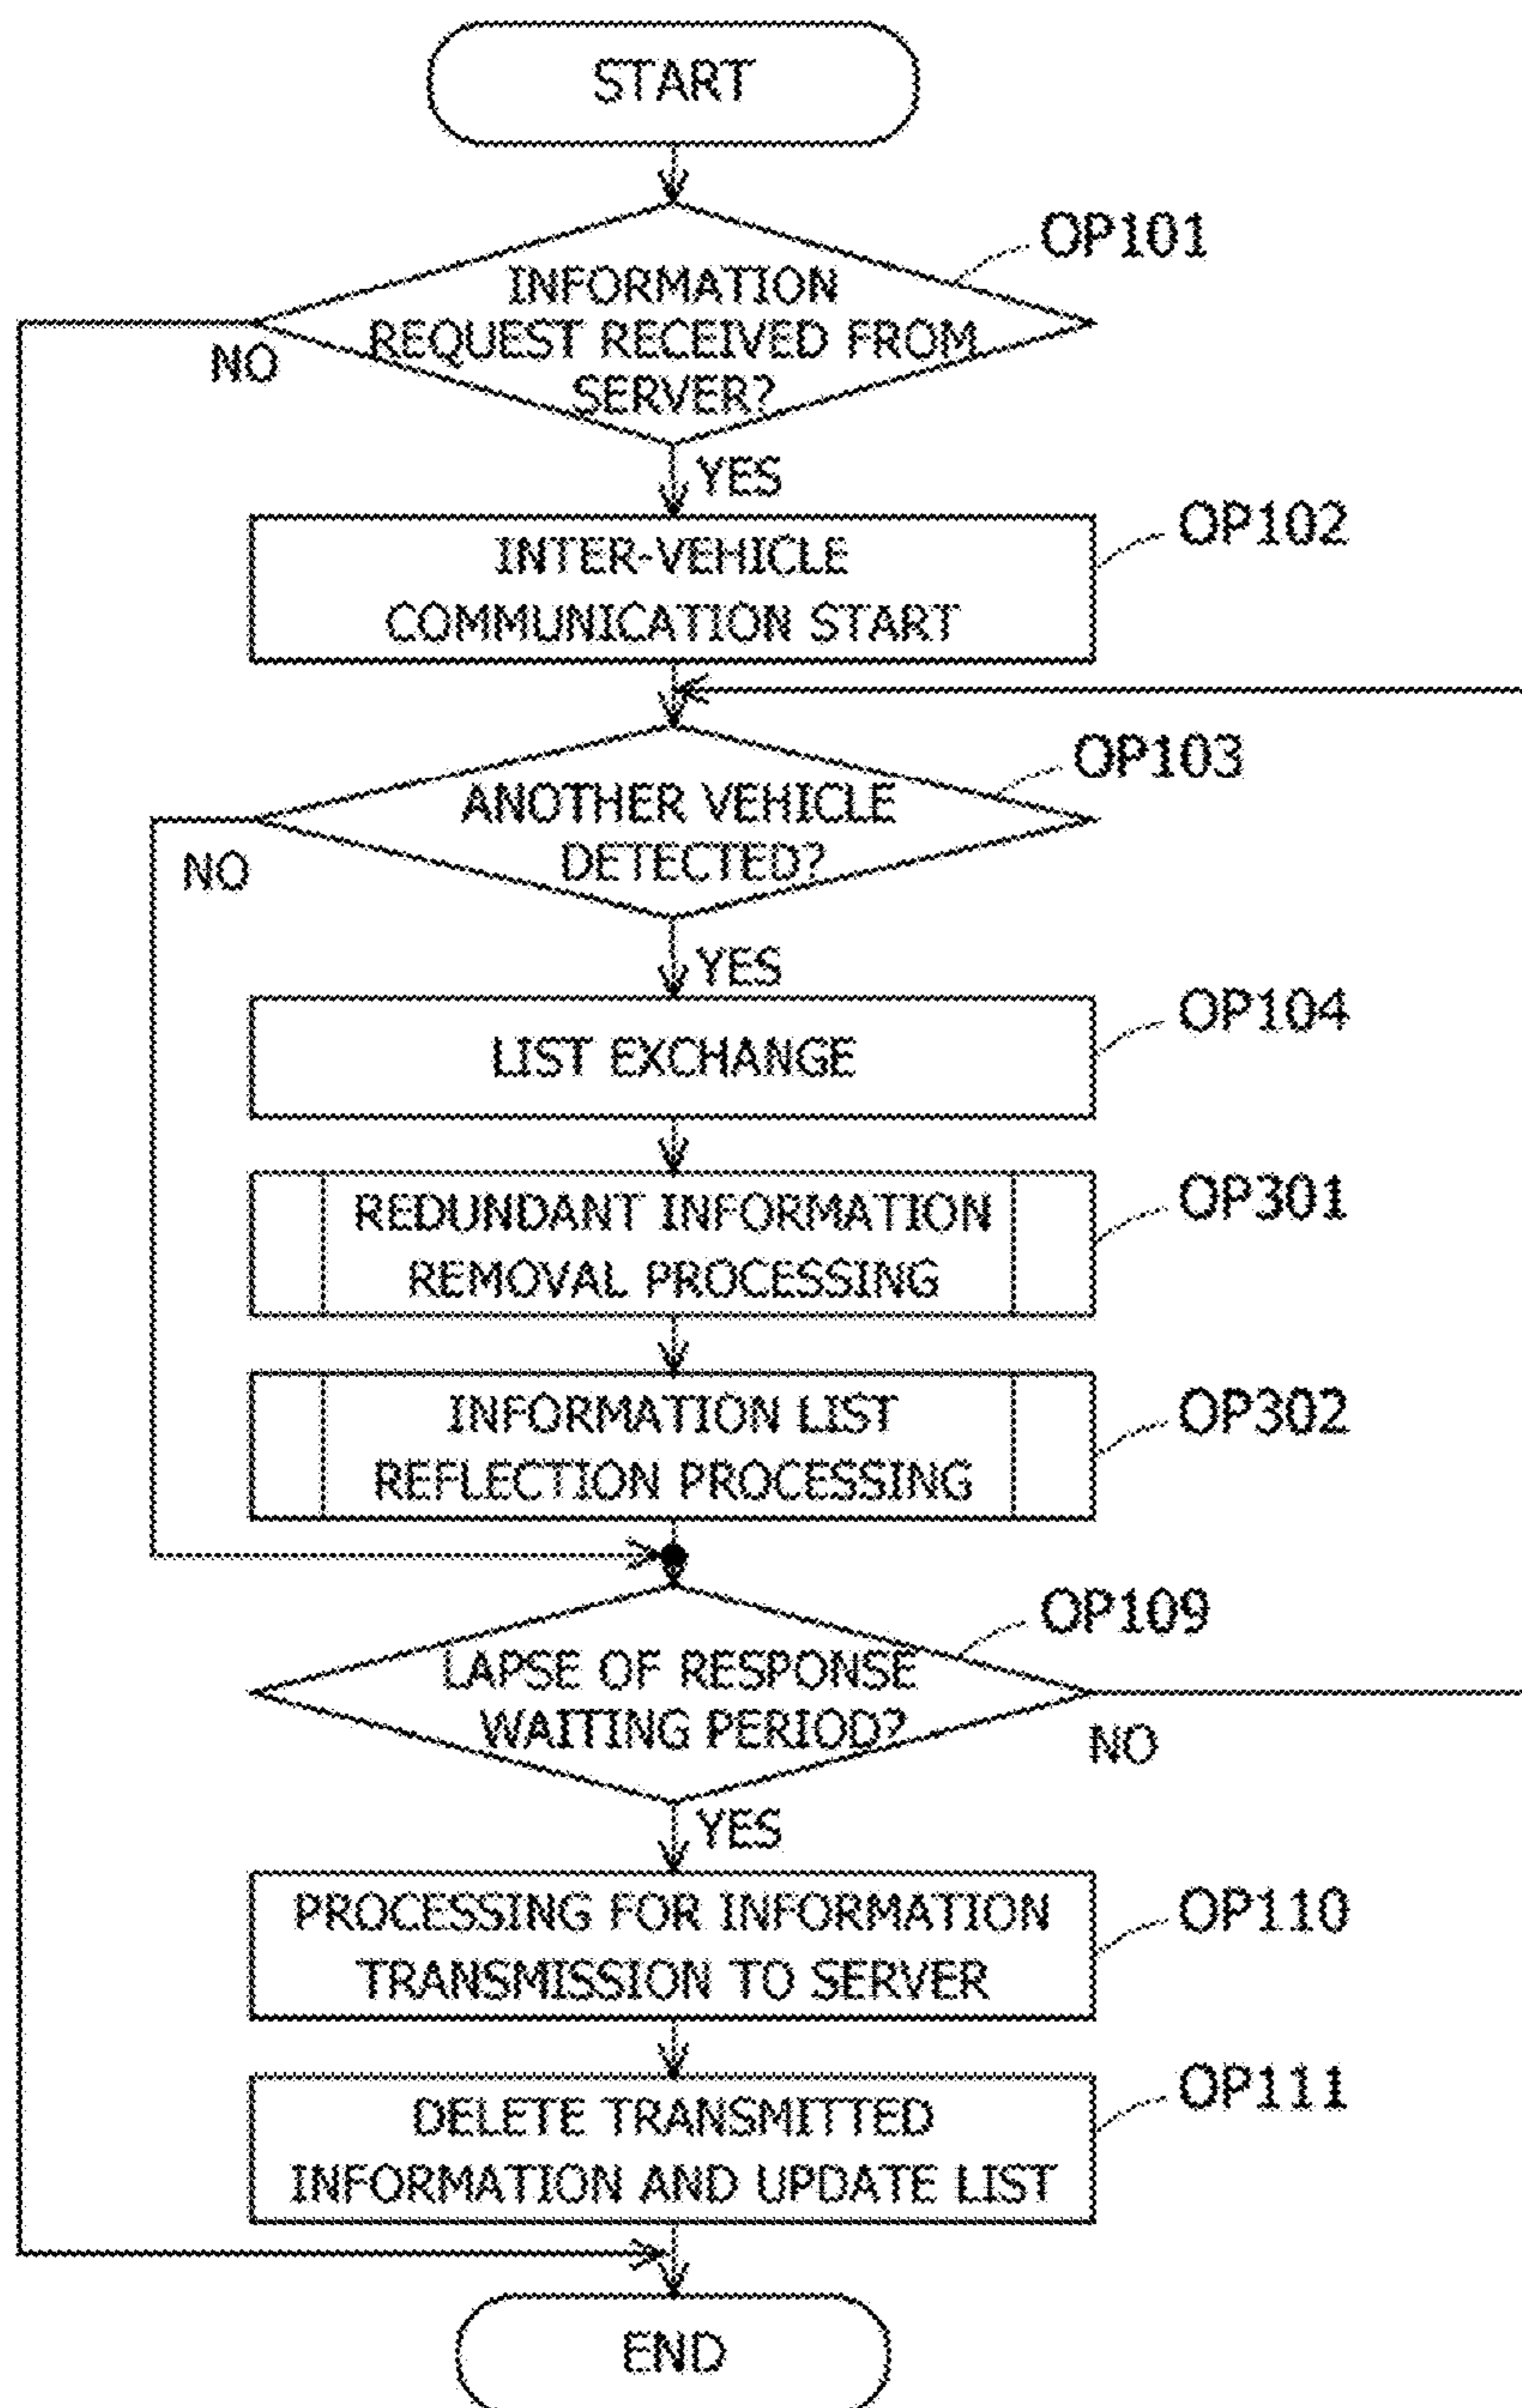 START
OP101
INFORMATION
REQUEST RECEIVED FROM
SERVER?
NO
YES
OP102
INTER-VEHICLE
COMMUNICATION START
OP103
ANOTHER VEHICLE
DETECTED?
NO
YES
OP104
LIST EXCHANGE
OP301
REDUNDANT INFORMATION
REMOVAL PROCESSING
OP302
INFORMATION LIST
REFLECTION PROCESSING
OP109
LAPSE OF RESPONSE
WAITING PERIOD?
NO
YES
OP110
PROCESSING FOR INFORMATION
TRANSMISSION TO SERVER
OP111
DELETE TRANSMITTED
INFORMATION AND UPDATE LIST
END